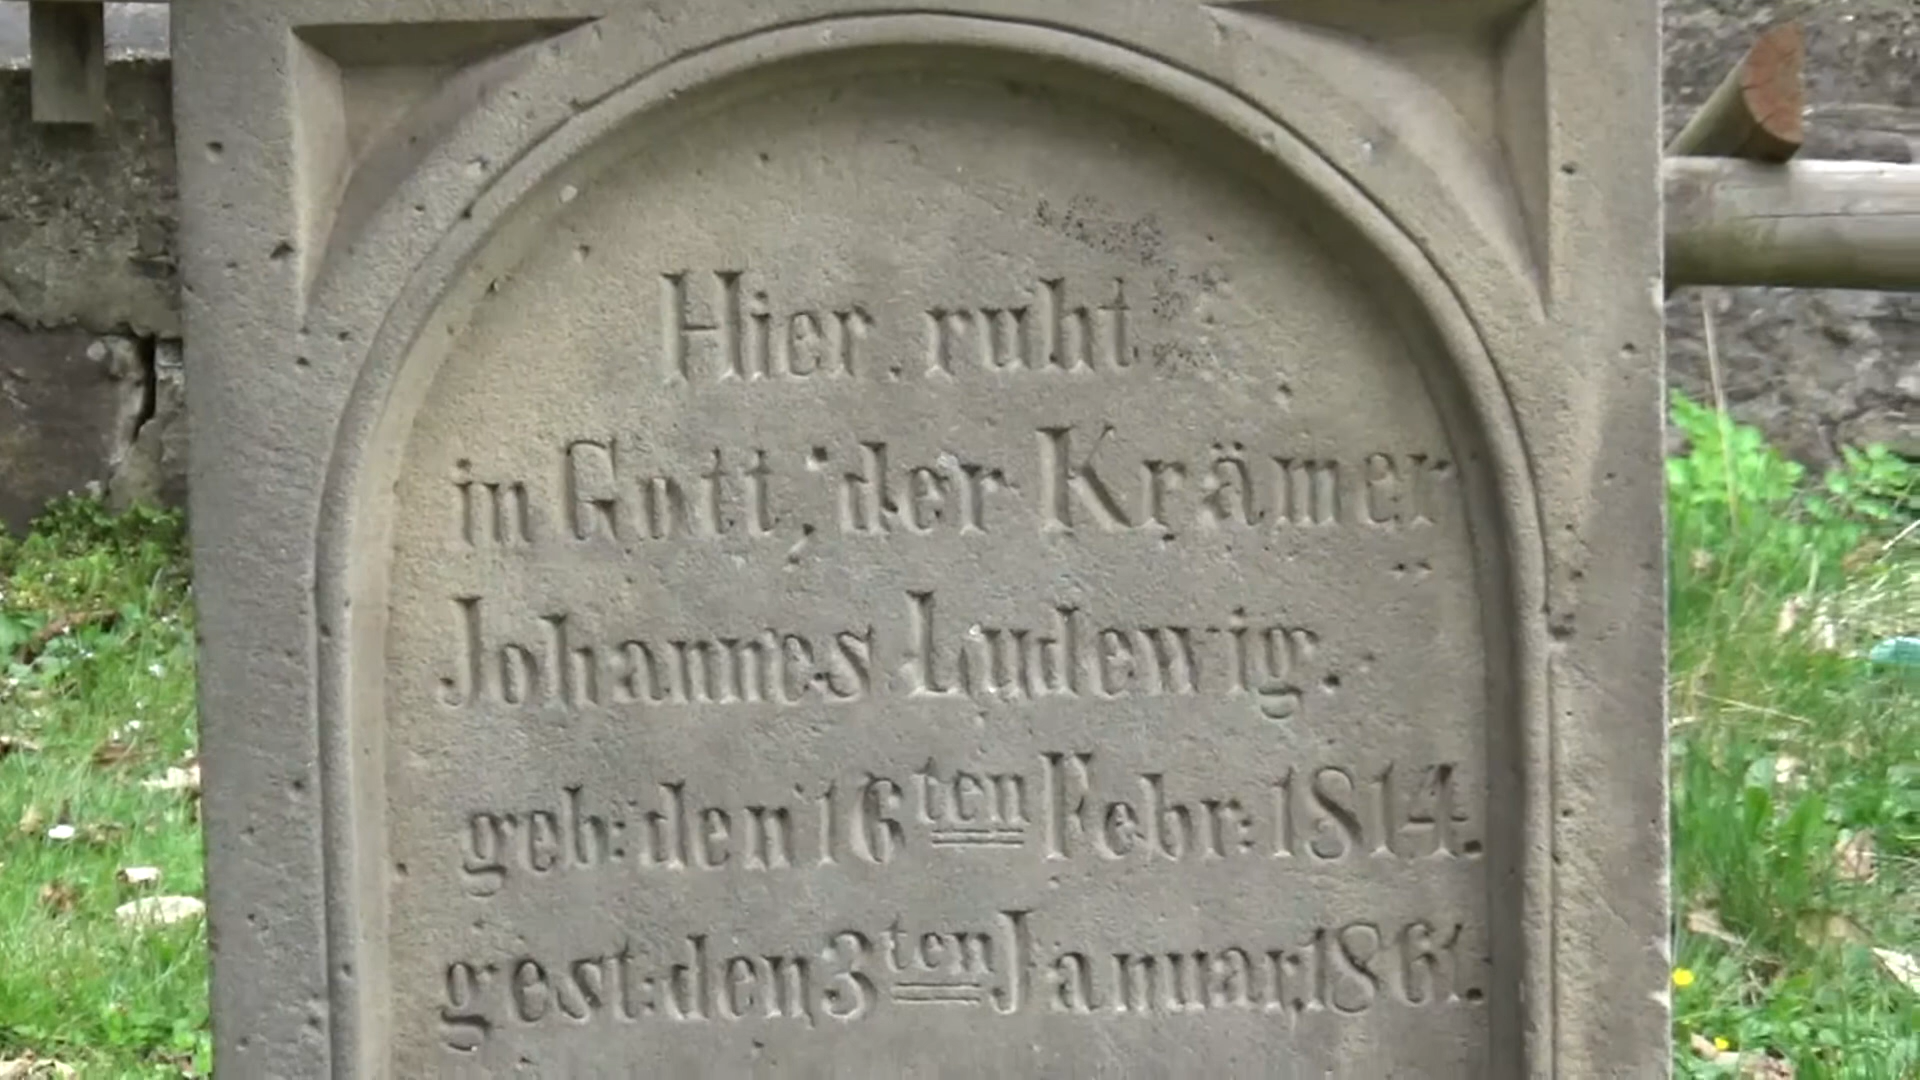 Hier ruht
in Gott, der Krämer
Johannes Ludewig.
geb: den 16ten Febr: 1814.
gest: den 3ten Januar, 1861.